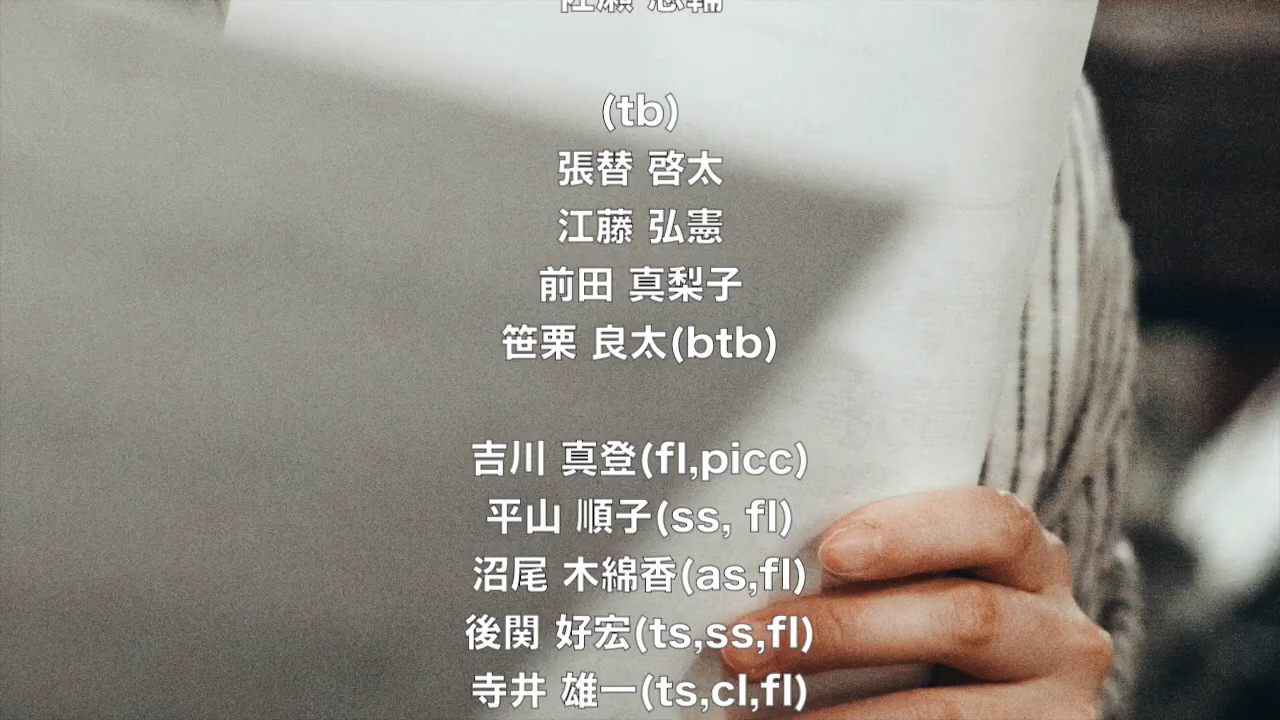 (tb)
張替 啓太
江藤 弘憲
前田 真梨子
笹栗 良太(btb)
吉川 真登(fl,picc)
平山 順子(ss, fl)
沼尾 木綿香(as,fl)
後関 好宏(ts,ss,fl)
寺井 雄一(ts,cl,fl)